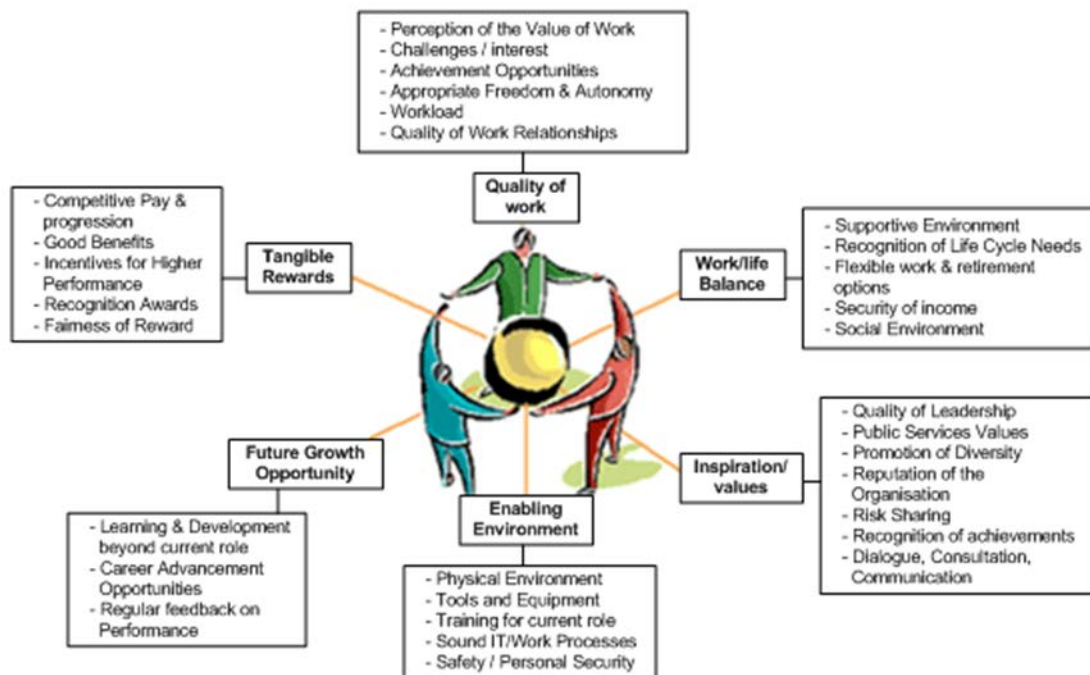 - Perception of the Value of Work
- Challenges / interest
- Achievement Opportunities
- Appropriate Freedom & Autonomy
- Workload
- Quality of Work Relationships
Quality of
work
- Competitive Pay &
progression
- Good Benefits
- Incentives for Higher
Performance
- Recognition Awards
- Fairness of Reward
Tangible
Rewards
Work/life
Balance
- Supportive Environment
- Recognition of Life Cycle Needs
- Flexible work & retirement
options
- Security of income
- Social Environment
Future Growth
Opportunity
- Learning & Development
beyond current role
- Career Advancement
Opportunities
- Regular feedback on
Performance
Enabling
Environment
- Physical Environment
- Tools and Equipment
- Training for current role
- Sound IT/Work Processes
- Safety / Personal Security
Inspiration/
values
- Quality of Leadership
- Public Services Values
- Promotion of Diversity
- Reputation of the
Organisation
- Risk Sharing
- Recognition of achievements
- Dialogue, Consultation,
Communication